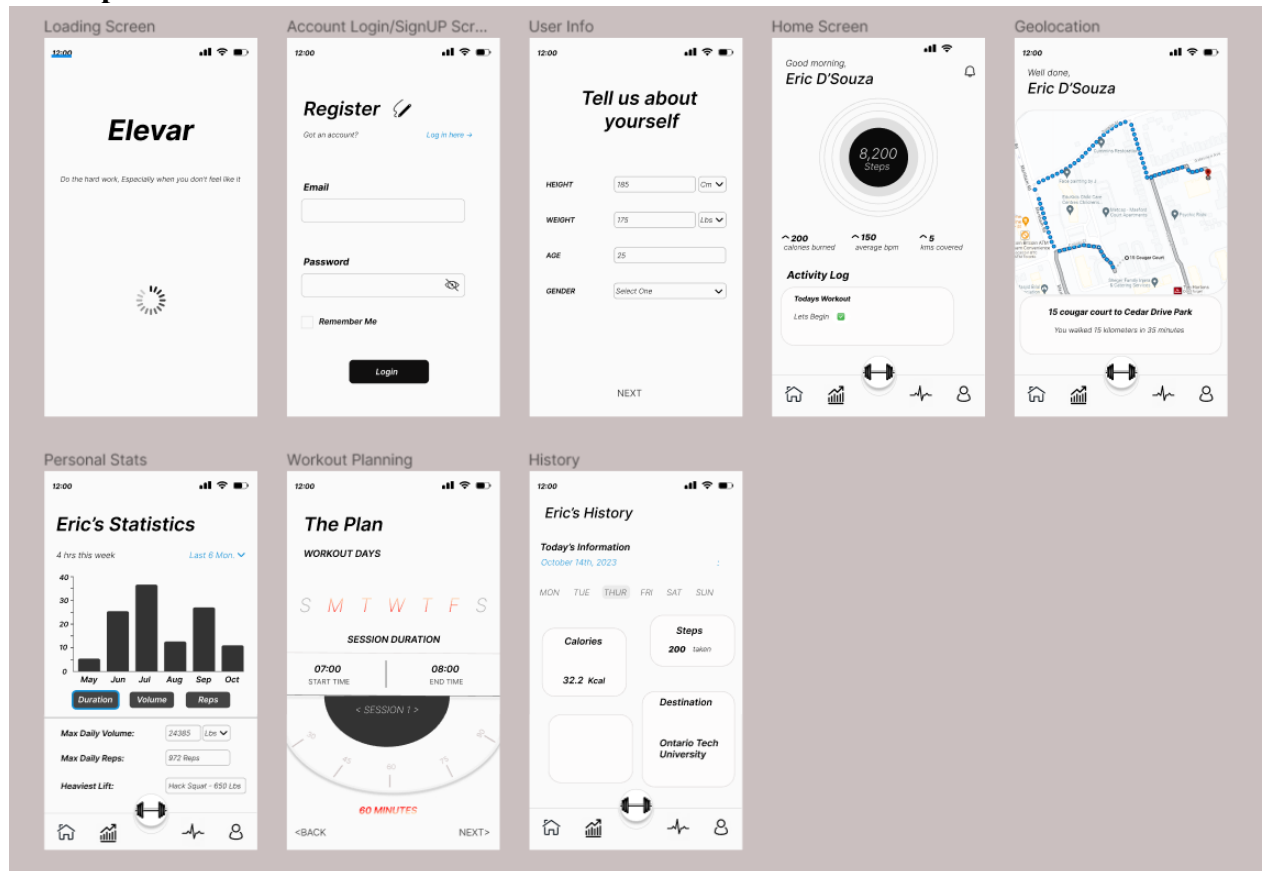 Loading Screen
12:00
Elevar
Do the hard work, Especially when you don't feel like it
Account Login/SignUP Scr...
12:00
Register
Got an account? Log in here →
Email
Password
Remember Me
Login
User Info
12:00
Tell us about
yourself
HEIGHT 185 Cm
WEIGHT 175 Lbs
AGE 25
GENDER Select One
NEXT
Home Screen
Good morning,
Eric D'Souza
8,200
Steps
200 150 5
calories burned average bpm kms covered
Activity Log
Todays Workout
Lets Begin ✅
Geolocation
12:00
Well done,
Eric D'Souza
15 Cougar Court
15 cougar court to Cedar Drive Park
You walked 15 kilometers in 35 minutes
Personal Stats
12:00
Eric's Statistics
4 hrs this week Last 6 Mon.
40
30
20
10
0
May Jun Jul Aug Sep Oct
Duration Volume Reps
Max Daily Volume: 24385 Lbs
Max Daily Reps: 972 Reps
Heaviest Lift: Hack Squat - 650 Lbs
Workout Planning
12:00
The Plan
WORKOUT DAYS
S M T W T F S
SESSION DURATION
07:00 08:00
START TIME END TIME
< SESSION 1 >
30 45 60 75
60 MINUTES
<BACK NEXT>
History
12:00
Eric's History
Today's Information
October 14th, 2023 :
MON TUE THUR FRI SAT SUN
Calories
32.2 Kcal
Steps
200 taken
Destination
Ontario Tech
University